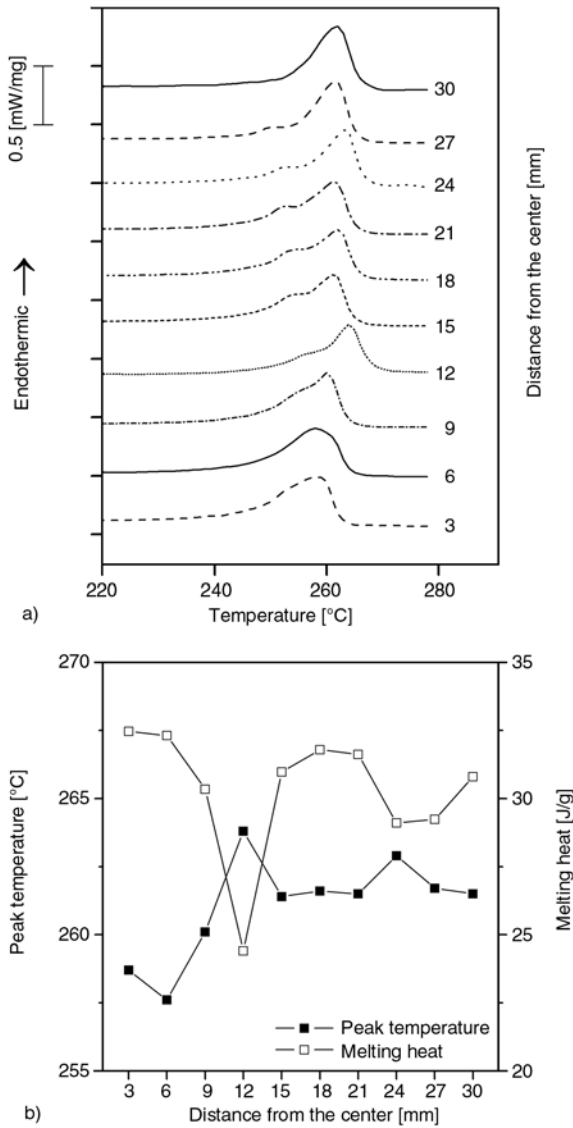 0.5 [mW/mg]
Endothermic
30
27
24
21
18
15
12
9
6
3
Distance from the center [mm]
220 240 260 280
Temperature [°C]
a)
270
265
260
255
Peak temperature [°C]
35
30
25
20
Melting heat [J/g]
Peak temperature
Melting heat
3 6 9 12 15 18 21 24 27 30
Distance from the center [mm]
b)